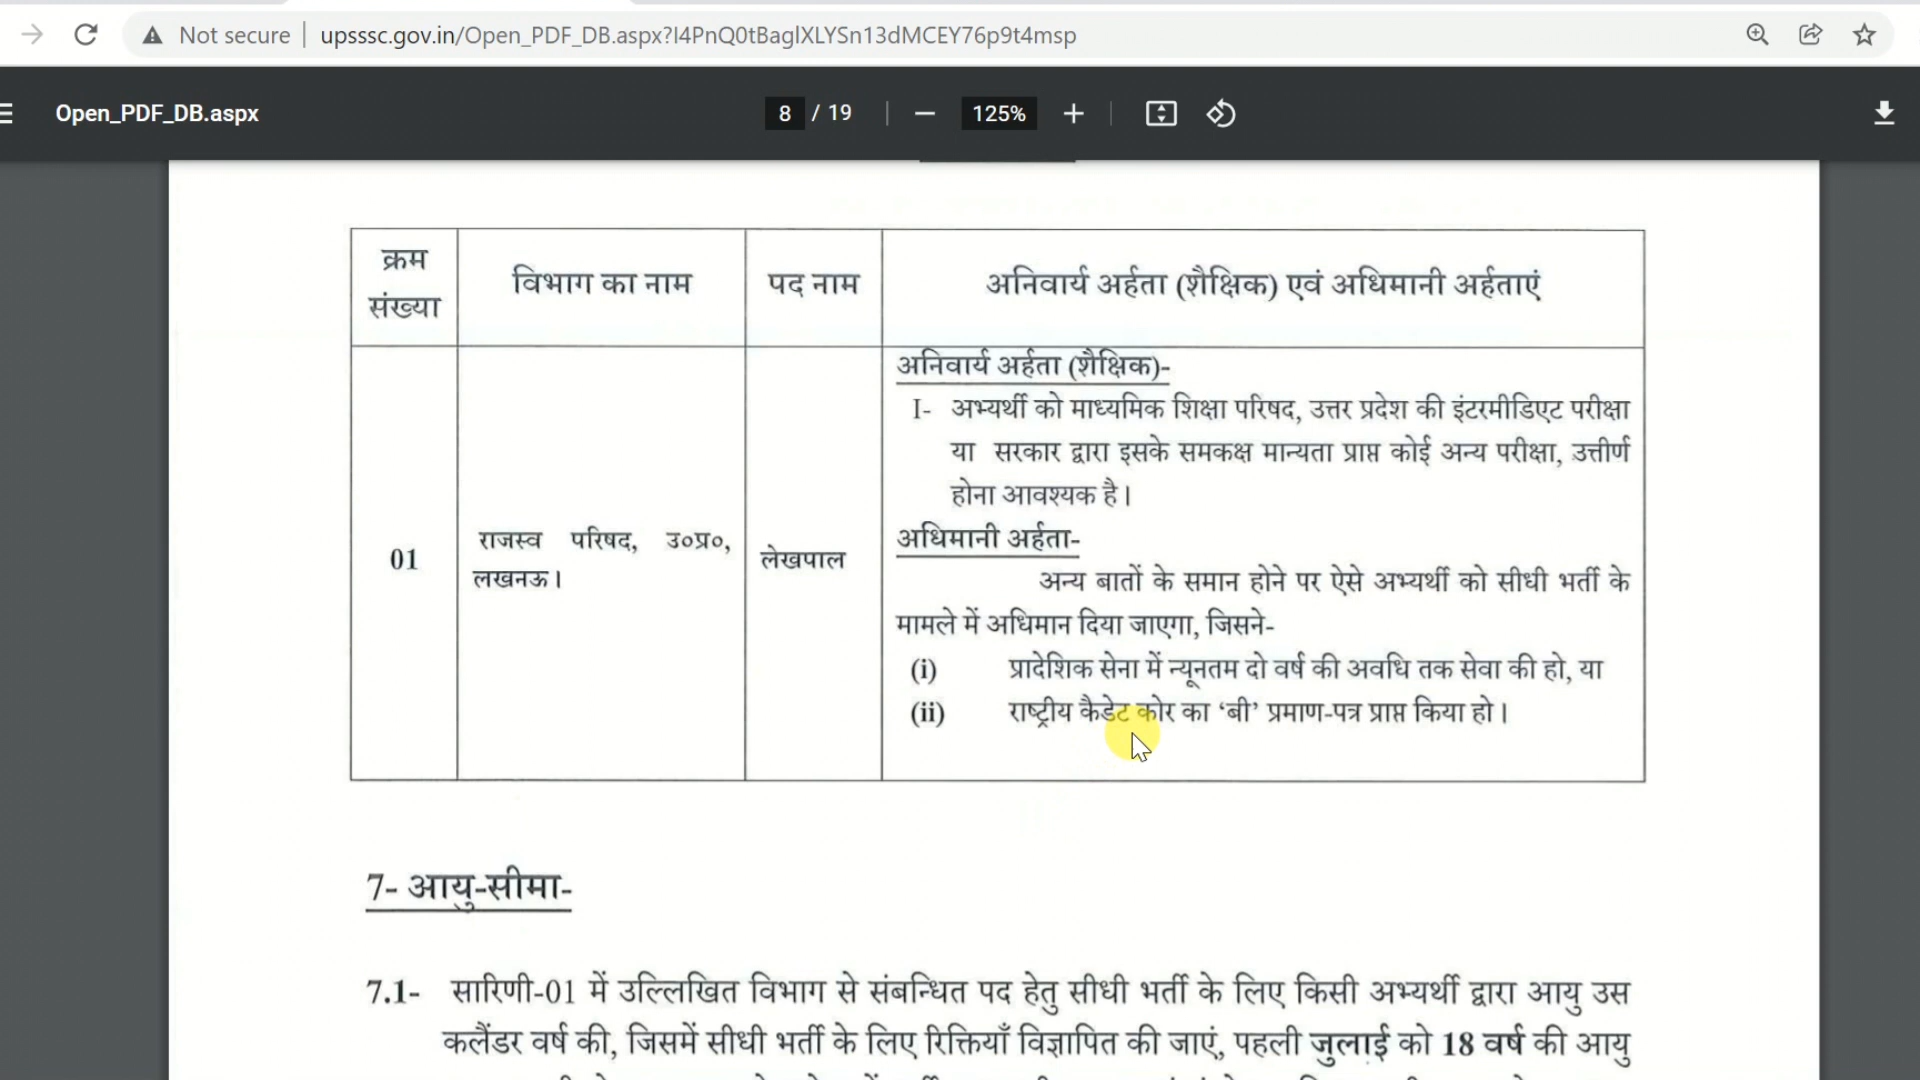 Not secure
upsssc.gov.in/Open_PDF_DB.aspx?I4PnQ0tBaglXLYSn13dMCEY76p9t4msp
Open_PDF_DB.aspx
8 / 19
125%
क्रम संख्या
विभाग का नाम
पद नाम
अनिवार्य अर्हता (शैक्षिक) एवं अधिमानी अर्हताएं
01
राजस्व परिषद, उ०प्र०,
लखनऊ।
लेखपाल
अनिवार्य अर्हता (शैक्षिक)-
I- अभ्यर्थी को माध्यमिक शिक्षा परिषद, उत्तर प्रदेश की इंटरमीडिएट परीक्षा
या सरकार द्वारा इसके समकक्ष मान्यता प्राप्त कोई अन्य परीक्षा, उत्तीर्ण
होना आवश्यक है।
अधिमानी अर्हता-
अन्य बातों के समान होने पर ऐसे अभ्यर्थी को सीधी भर्ती के
मामले में अधिमान दिया जाएगा, जिसने-
(i) प्रादेशिक सेना में न्यूनतम दो वर्ष की अवधि तक सेवा की हो, या
(ii) राष्ट्रीय कैडेट कोर का ‘बी’ प्रमाण-पत्र प्राप्त किया हो।
7- आयु-सीमा-
7.1- सारिणी-01 में उल्लिखित विभाग से संबन्धित पद हेतु सीधी भर्ती के लिए किसी अभ्यर्थी द्वारा आयु उस
कलैंडर वर्ष की, जिसमें सीधी भर्ती के लिए रिक्तियाँ विज्ञापित की जाएं, पहली जुलाई को 18 वर्ष की आयु